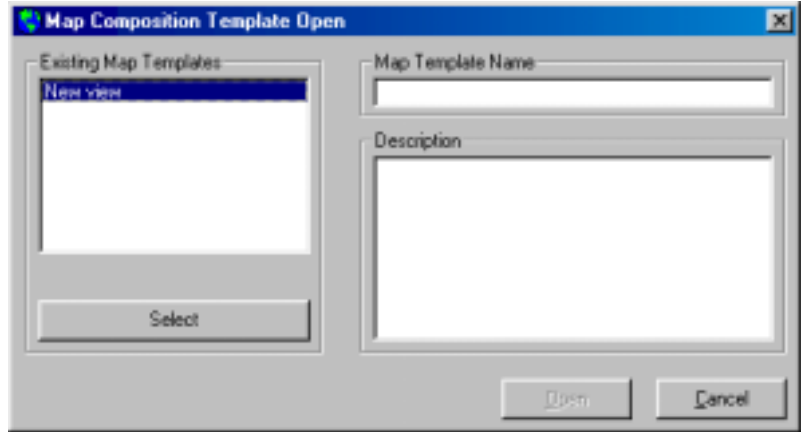 Map Composition Template Open
Existing Map Templates
New view
Select
Map Template Name
Description
Open
Cancel